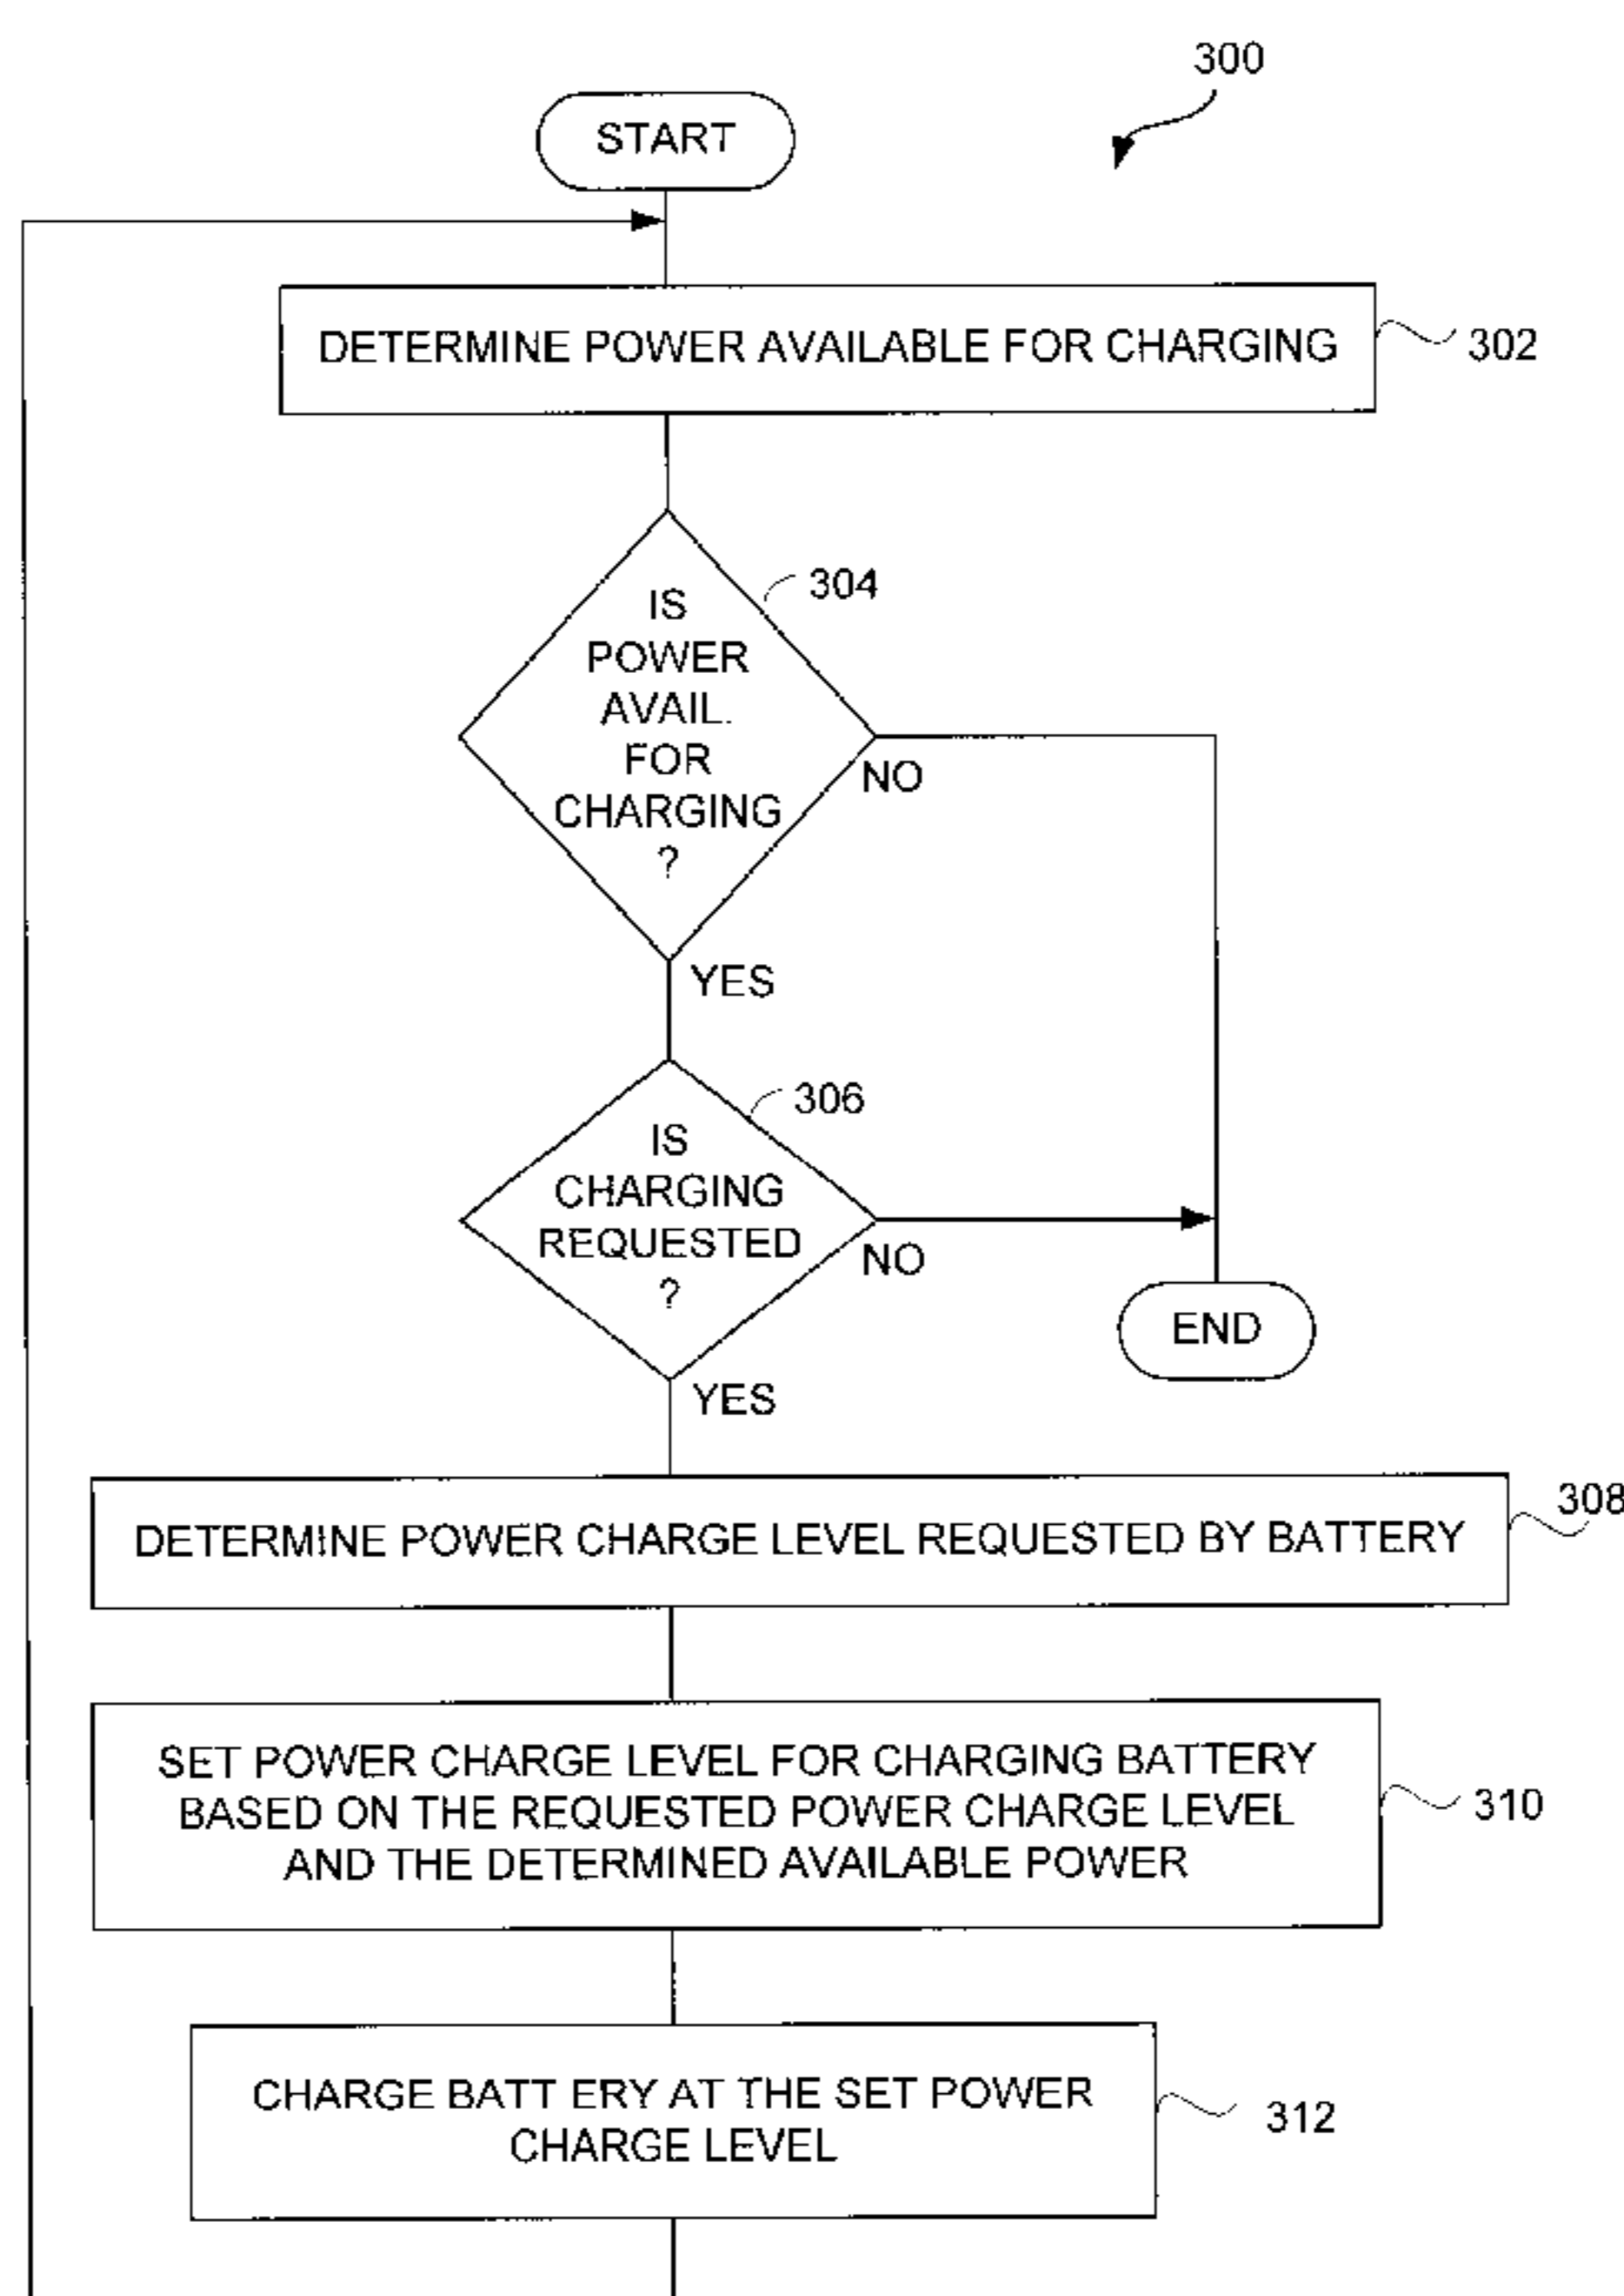 300
START
DETERMINE POWER AVAILABLE FOR CHARGING
302
304
IS
POWER
AVAIL.
FOR
CHARGING
?
NO
YES
306
IS
CHARGING
REQUESTED
?
NO
END
YES
308
DETERMINE POWER CHARGE LEVEL REQUESTED BY BATTERY
SET POWER CHARGE LEVEL FOR CHARGING BATTERY
BASED ON THE REQUESTED POWER CHARGE LEVEL
AND THE DETERMINED AVAILABLE POWER
310
CHARGE BATT ERY AT THE SET POWER
CHARGE LEVEL
312